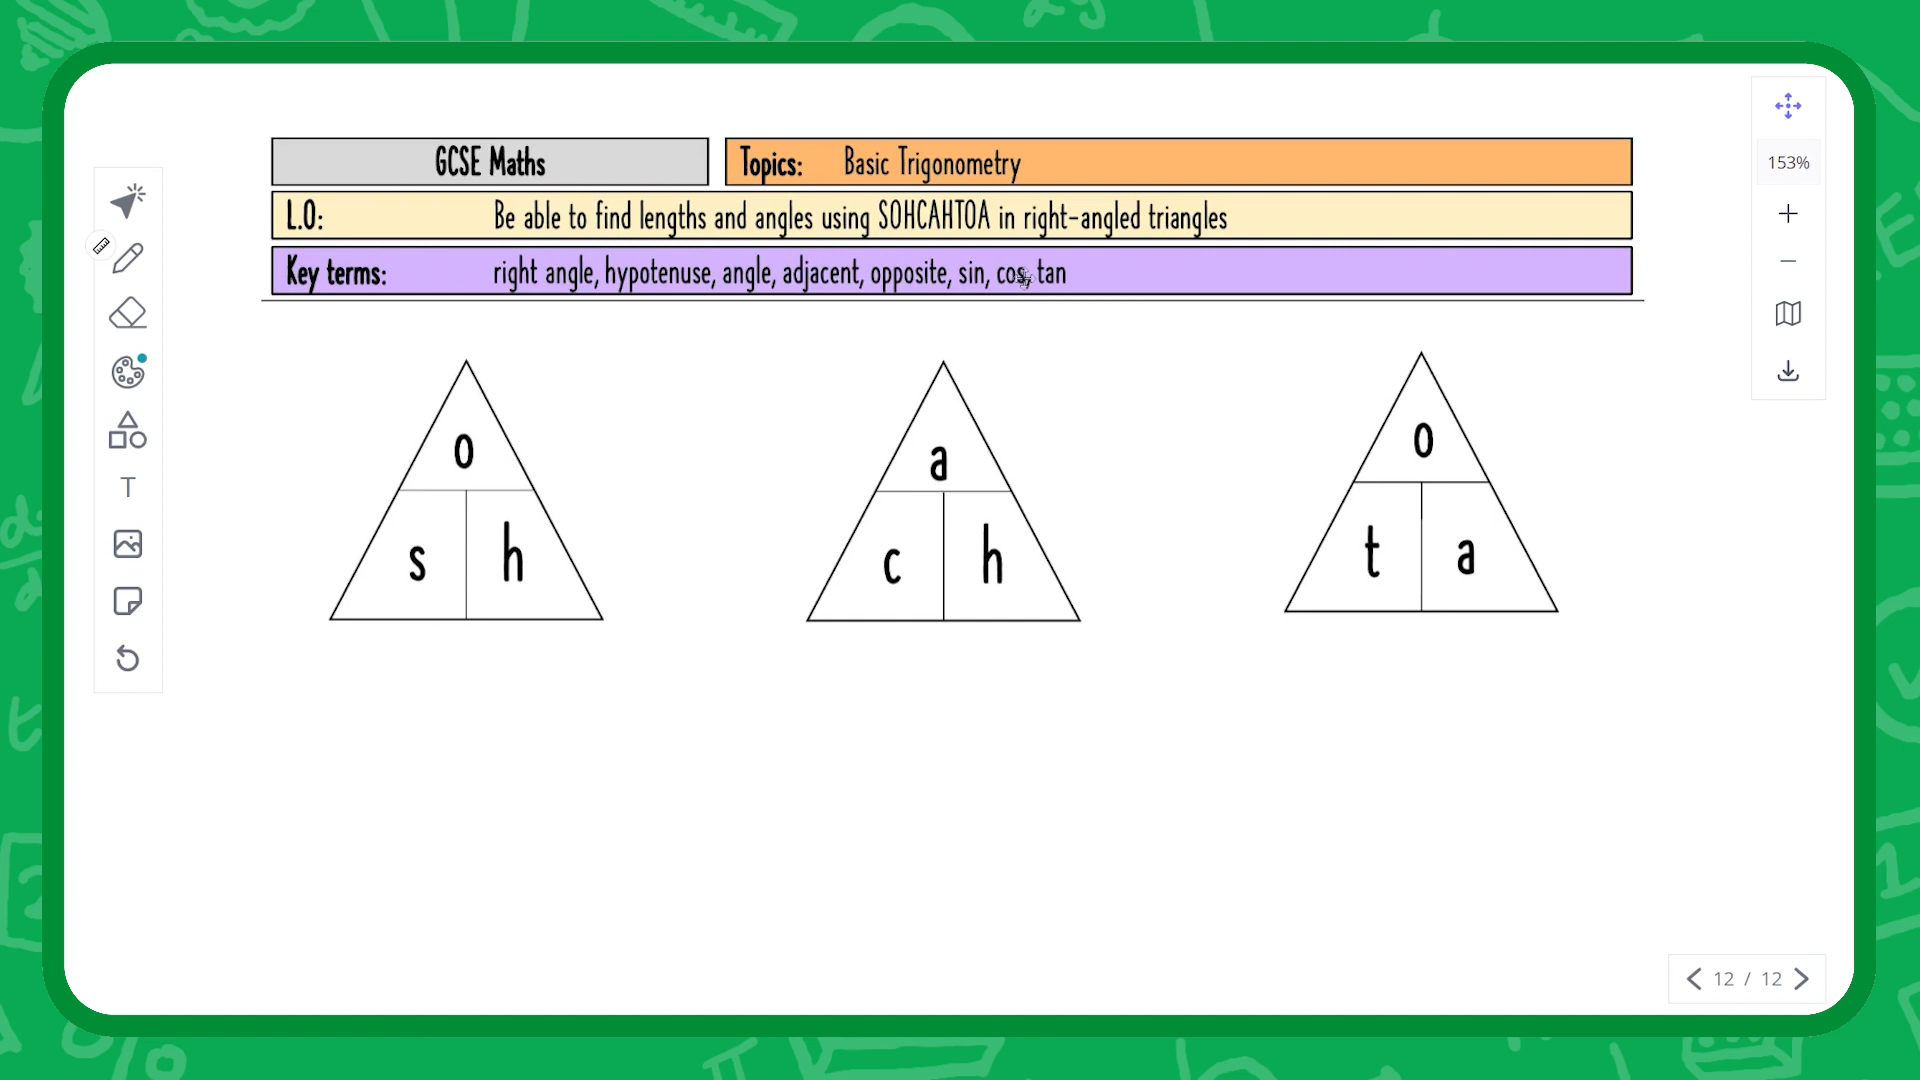 GCSE Maths
Topics: Basic Trigonometry
L.O: Be able to find lengths and angles using SOHCAHTOA in right-angled triangles
Key terms: right angle, hypotenuse, angle, adjacent, opposite, sin, cos, tan
o
s h
a
c h
o
t a
153%
T
12 / 12